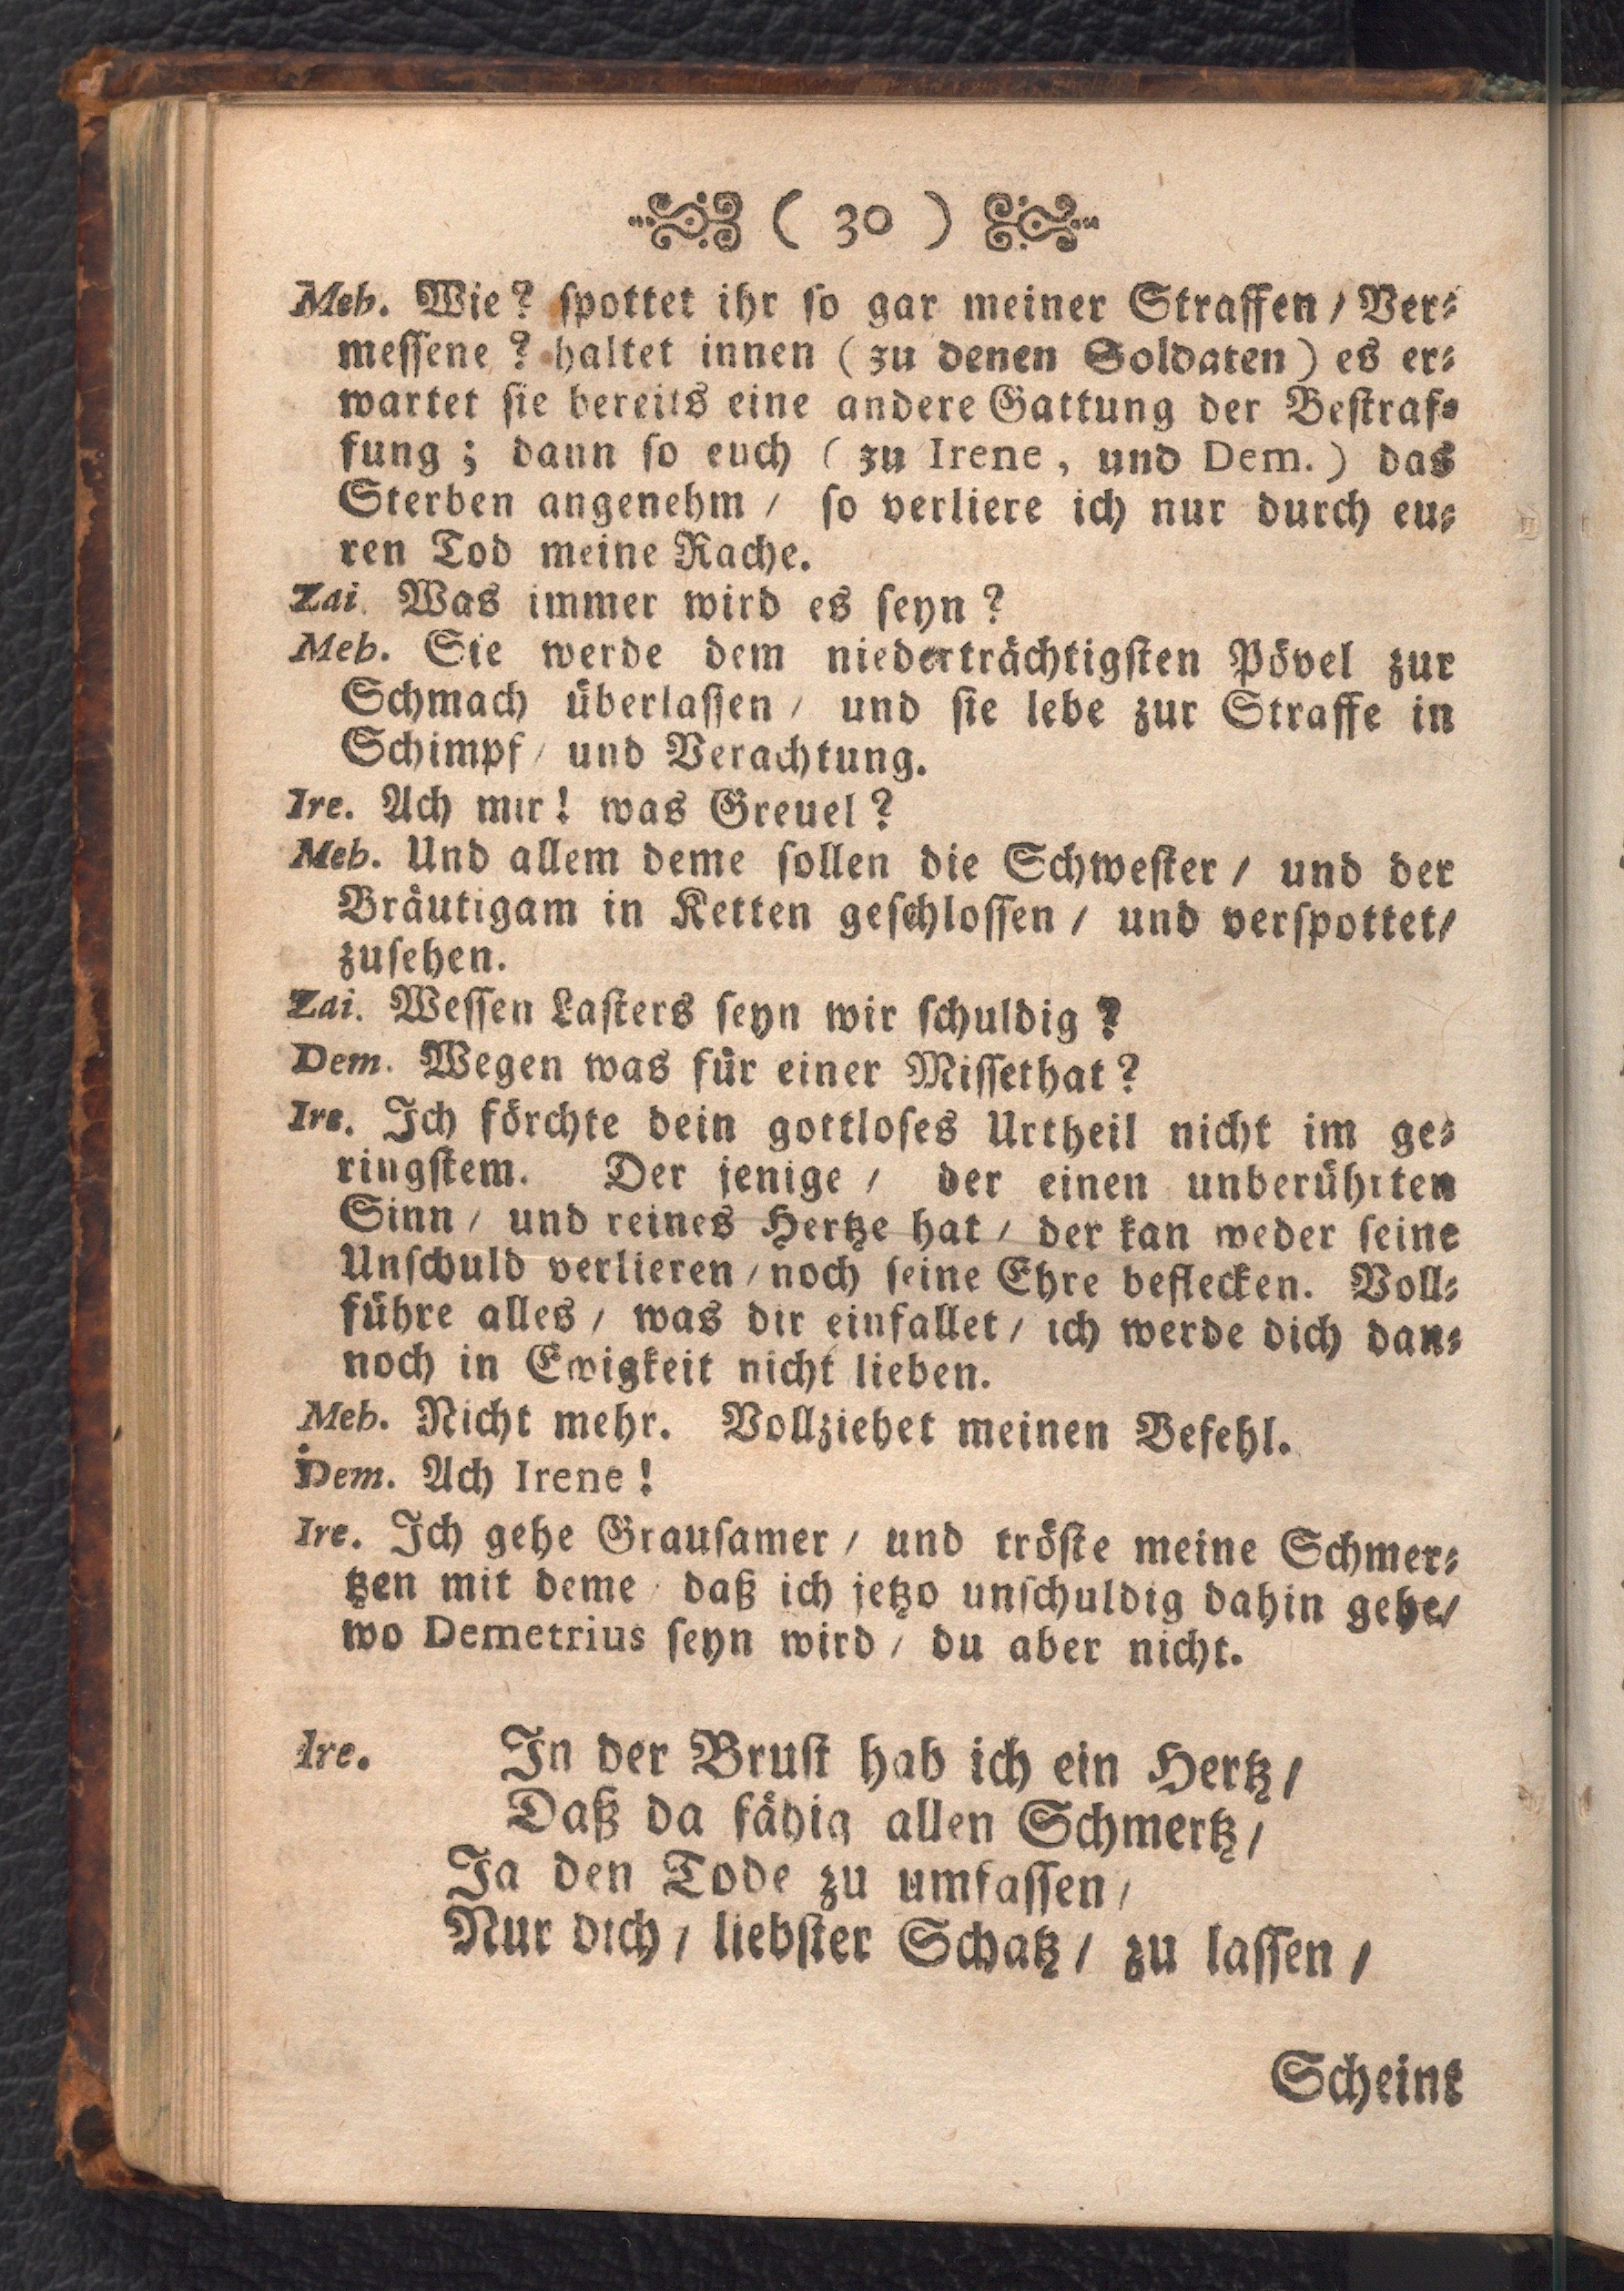 ( 30 )
Meh. Wie? spottet ihr so gar meiner Straffen / Ver⸗
messene? haltet innen ( zu denen Soldaten ) es er⸗
wartet sie bereits eine andere Gattung der Bestraf⸗
fung; dann so euch ( zu Irene, und Dem. ) das
Sterben angenehm / so verliere ich nur durch eu⸗
ren Tod meine Rache.
Zai. Was immer wird es seyn?
Meh. Sie werde dem niederträchtigsten Pövel zur
Schmach überlassen / und sie lebe zur Straffe in
Schimpf / und Verachtung.
Ire. Ach mir! was Greuel?
Meh. Und allem deme sollen die Schwester / und der
Bräutigam in Ketten geschlossen / und verspottet /
zusehen.
Zai. Wessen Lasters seyn wir schuldig?
Dem. Wegen was für einer Missethat?
Ire. Ich förchte dein gottloses Urtheil nicht im ge⸗
ringstem. Der jenige / der einen unberührten
Sinn / und reines Hertze hat / der kan weder seine
Unschuld verlieren / noch seine Ehre beflecken. Voll⸗
führe alles / was dir einfallet / ich werde dich dan⸗
noch in Ewigkeit nicht lieben.
Meh. Nicht mehr. Vollziehet meinen Befehl.
Dem. Ach Irene!
Ire. Ich gehe Grausamer / und tröste meine Schmer⸗
tzen mit deme / daß ich jetzo unschuldig dahin gehe /
wo Demetrius seyn wird / du aber nicht.
Ire. In der Brust hab ich ein Hertz /
Daß da fähig allen Schmertz /
Ja den Tode zu umfassen /
Nur dich / liebster Schatz / zu lassen /
Scheint